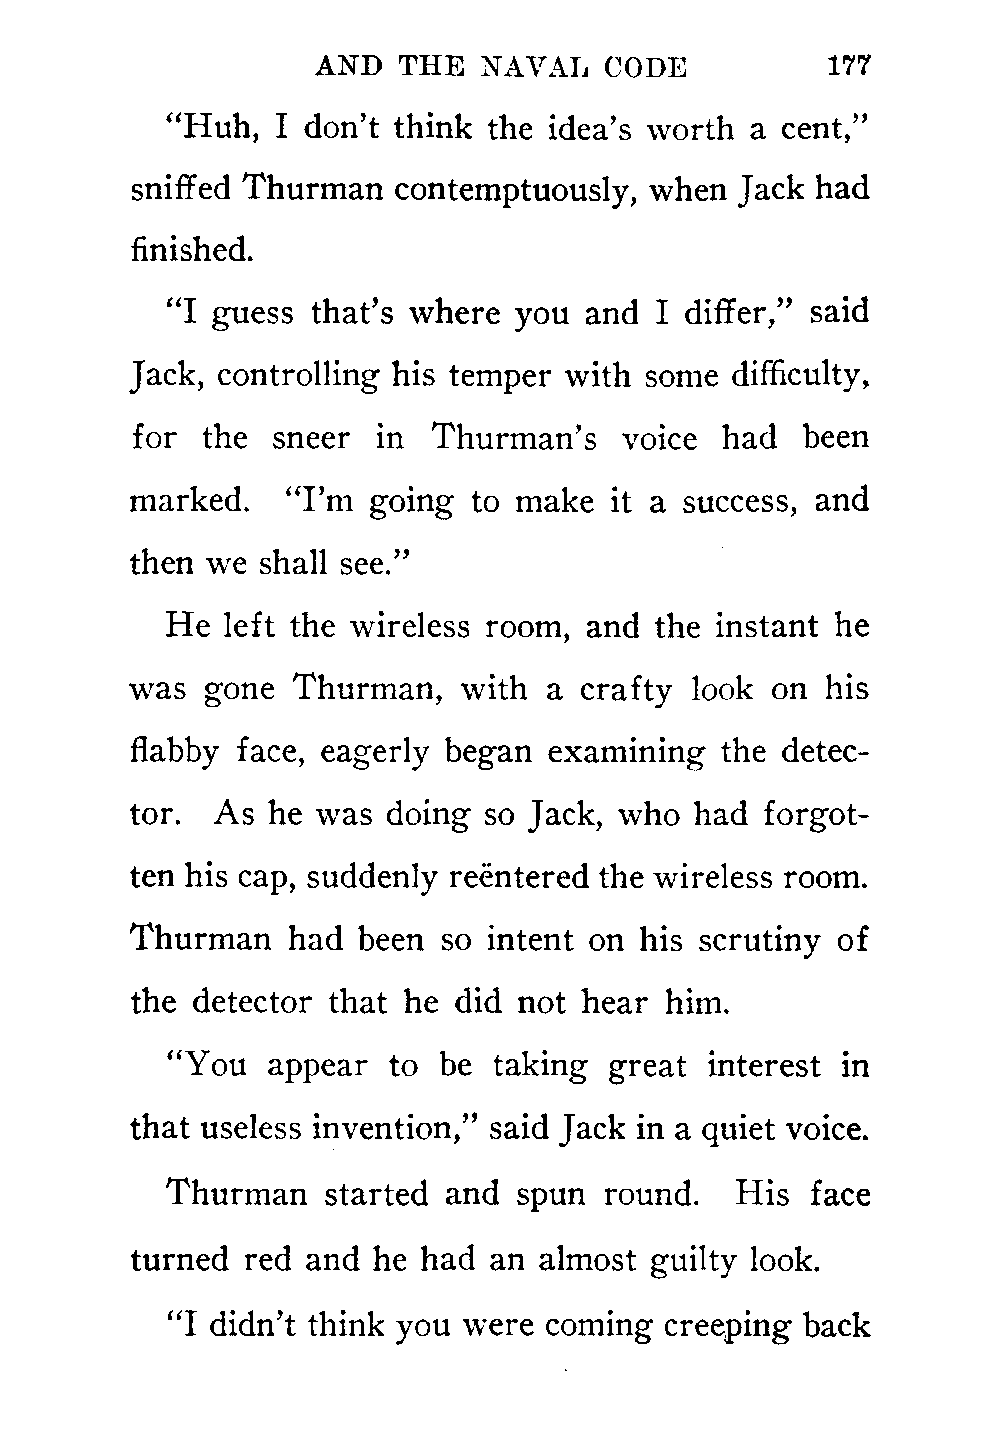 AND THE NAVAL CODE 177
“Huh, I don’t think the idea’s worth a cent,”
sniffed Thurman contemptuously, when Jack had
finished.
“I guess that’s where you and I differ,” said
Jack, controlling his temper with some difficulty,
for the sneer in Thurman’s voice had been
marked. “I’m going to make it a success, and
then we shall see.”
He left the wireless room, and the instant he
was gone Thurman, with a crafty look on his
flabby face, eagerly began examining the detec-
tor. As he was doing so Jack, who had forgot-
ten his cap, suddenly reëntered the wireless room.
Thurman had been so intent on his scrutiny of
the detector that he did not hear him.
“You appear to be taking great interest in
that useless invention,” said Jack in a quiet voice.
Thurman started and spun round. His face
turned red and he had an almost guilty look.
“I didn’t think you were coming creeping back